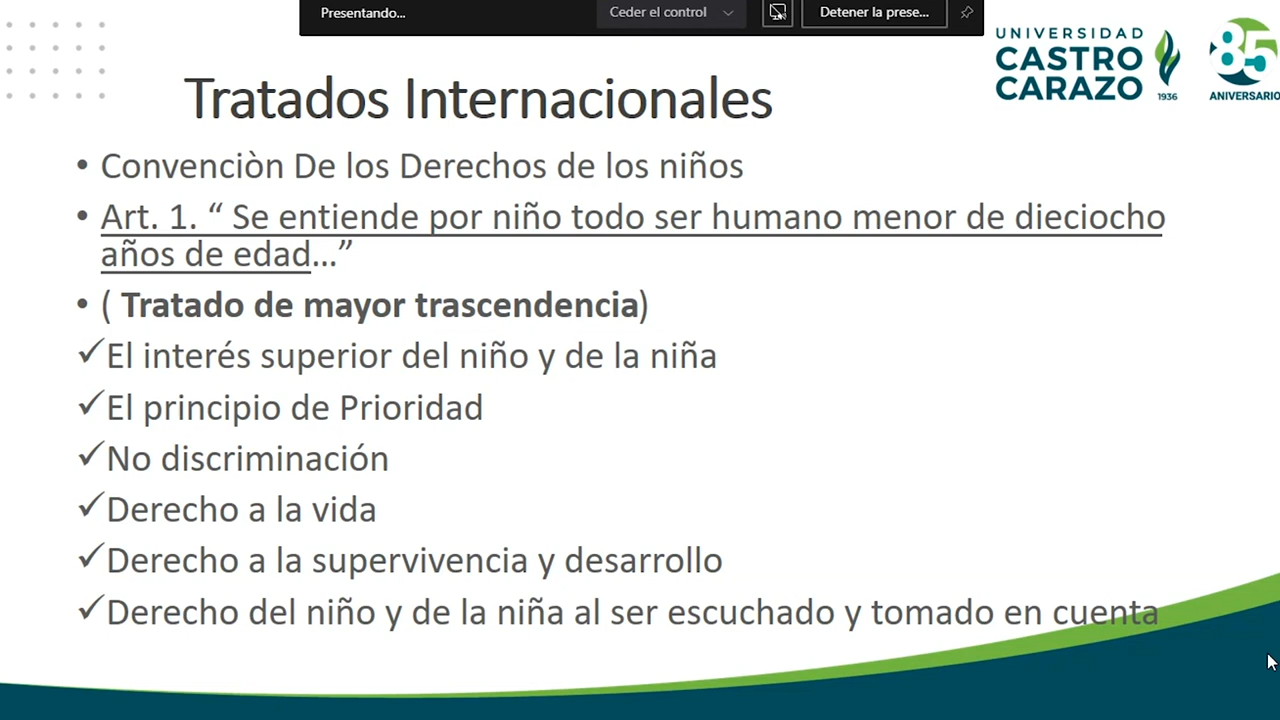 Presentando...
Ceder el control
Detener la prese...
UNIVERSIDAD
CASTRO
CARAZO
1936
85
ANIVERSARIO
Tratados Internacionales
• Convenciòn De los Derechos de los niños
• Art. 1. “ Se entiende por niño todo ser humano menor de dieciocho
años de edad...”
• ( Tratado de mayor trascendencia)
✓El interés superior del niño y de la niña
✓El principio de Prioridad
✓No discriminación
✓Derecho a la vida
✓Derecho a la supervivencia y desarrollo
✓Derecho del niño y de la niña al ser escuchado y tomado en cuenta